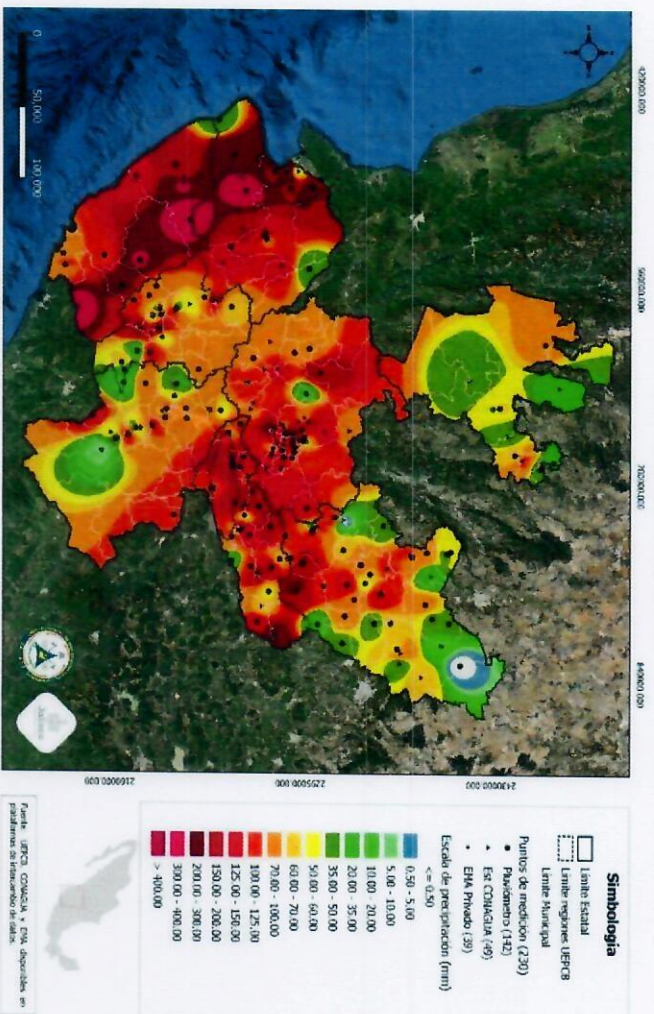 Simbología
Límite Estatal
Límite regiones UEPCB
Límite Municipal
Puntos de medición (230)
Pluviómetro (142)
Est CONAGUA (49)
EMA Privado (39)
Escala de precipitación (mm)
<= 0.50
0.50 - 5.00
5.00 - 10.00
10.00 - 20.00
20.00 - 35.00
35.00 - 50.00
50.00 - 60.00
60.00 - 70.00
70.00 - 100.00
100.00 - 125.00
125.00 - 150.00
150.00 - 200.00
200.00 - 300.00
300.00 - 400.00
> 400.00
Fuente: UEPCB, CONAGUA y EMA disponibles en
plataformas de intercambio de datos.
420000.000
560000.000
700000.000
840000.000
2430000.000
2295000.000
2160000.000
0
50,000
100,000
Jalisco